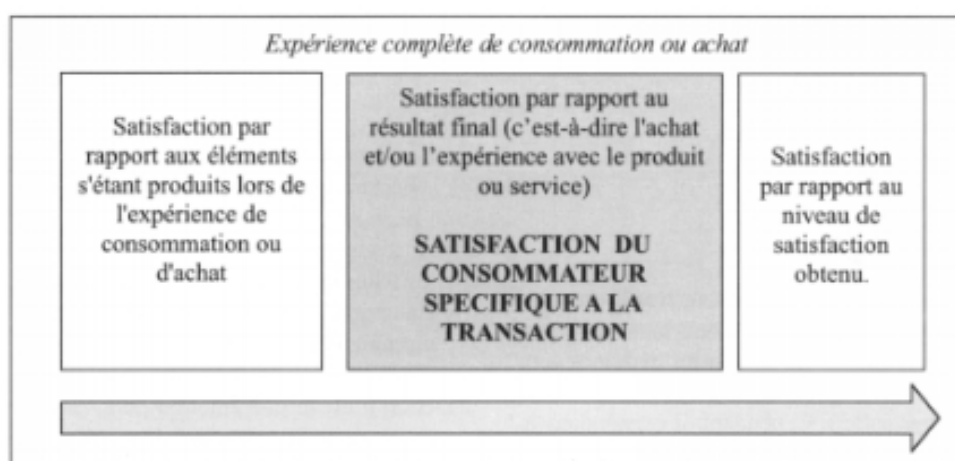 Expérience complète de consommation ou achat
Satisfaction par
rapport aux éléments
s'étant produits lors de
l'expérience de
consommation ou
d'achat
Satisfaction par rapport au
résultat final (c'est-à-dire l'achat
et/ou l'expérience avec le produit
ou service)
SATISFACTION DU
CONSOMMATEUR
SPECIFIQUE A LA
TRANSACTION
Satisfaction
par rapport au
niveau de
satisfaction
obtenu.